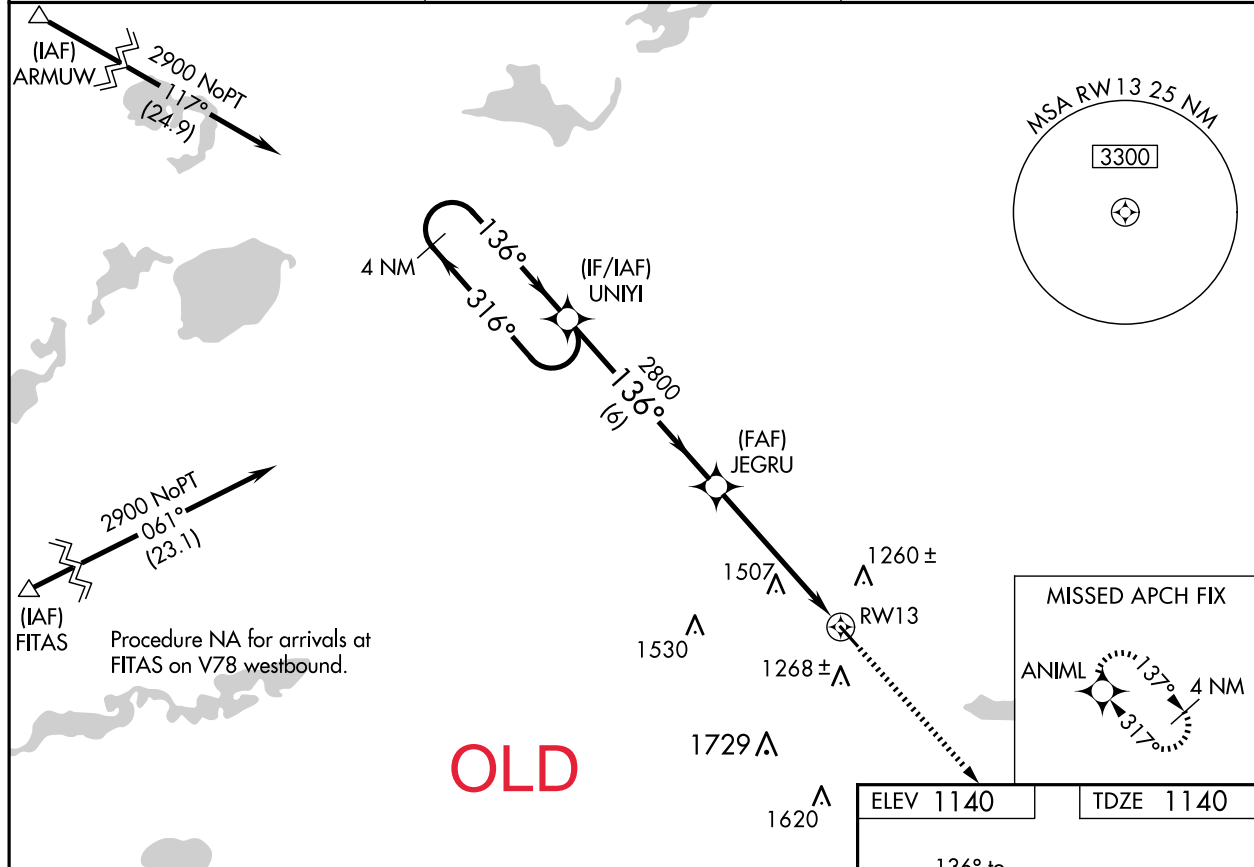 (IAF)
ARMUW
2900 NoPT
117°
(24.9)
MSA RW13 25 NM
3300
136°
4 NM
316°
(IF/IAF)
UNIYI
2800
136°
(6)
(FAF)
JEGRU
2900 NoPT
061°
(23.1)
(IAF)
FITAS
Procedure NA for arrivals at
FITAS on V78 westbound.
1507
1260 ±
RW13
1530
1268 ±
1729
1620
OLD
MISSED APCH FIX
ANIML
137°
4 NM
317°
ELEV 1140
TDZE 1140
136° to